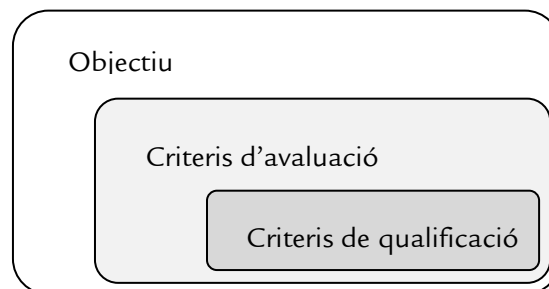 Objectiu
Criteris d’avaluació
Criteris de qualificació